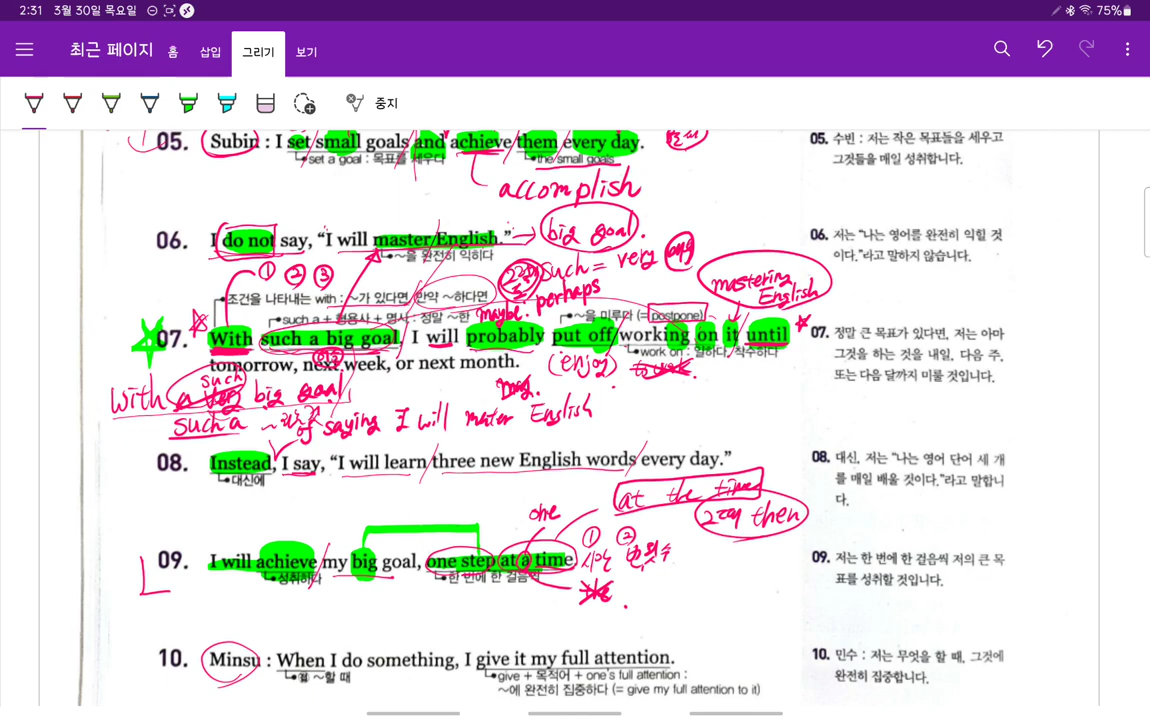 2:31 3월 30일 목요일 75%
최근 페이지 홈 삽입 그리기 보기
중지
05. Subin : I set small goals and achieve them every day.
set a goal : 목표를 세우다 the small goals
accomplish
05. 수빈 : 저는 작은 목표들을 세우고
그것들을 매일 성취합니다.
06. I do not say, “I will master English.” → big goal.
~을 완전히 익히다
06. 저는 “나는 영어를 완전히 익힐 것
이다.”라고 말하지 않습니다.
① ② ③
such = very
mastering
English
조건을 나타내는 with : ~가 있다면, 만약 ~하다면
maybe. perhaps
such a + 형용사 + 명사 : 정말 ~한
~을 미루다 (= postpone)
07. With such a big goal, I will probably put off working on it until
work on : 일하다, 착수하다
tomorrow, next week, or next month.
(enjoy) to work
07. 정말 큰 목표가 있다면, 저는 아마
그것을 하는 것을 내일, 다음 주,
또는 다음 달까지 미룰 것입니다.
such
with a very big goal
such a
of saying I will mater English
08. Instead, I say, “I will learn three new English words every day.”
대신에
08. 대신, 저는 “나는 영어 단어 세 개
를 매일 배울 것이다.”라고 말합니
다.
at the time
then
one
① ②
09. I will achieve my big goal, one step at a time.
성취하다 한 번에 한 걸음씩
시간
09. 저는 한 번에 한 걸음씩 저의 큰 목
표를 성취할 것입니다.
10. Minsu : When I do something, I give it my full attention.
접 ~할 때
give + 목적어 + one’s full attention :
~에 완전히 집중하다 (= give my full attention to it)
10. 민수 : 저는 무엇을 할 때, 그것에
완전히 집중합니다.